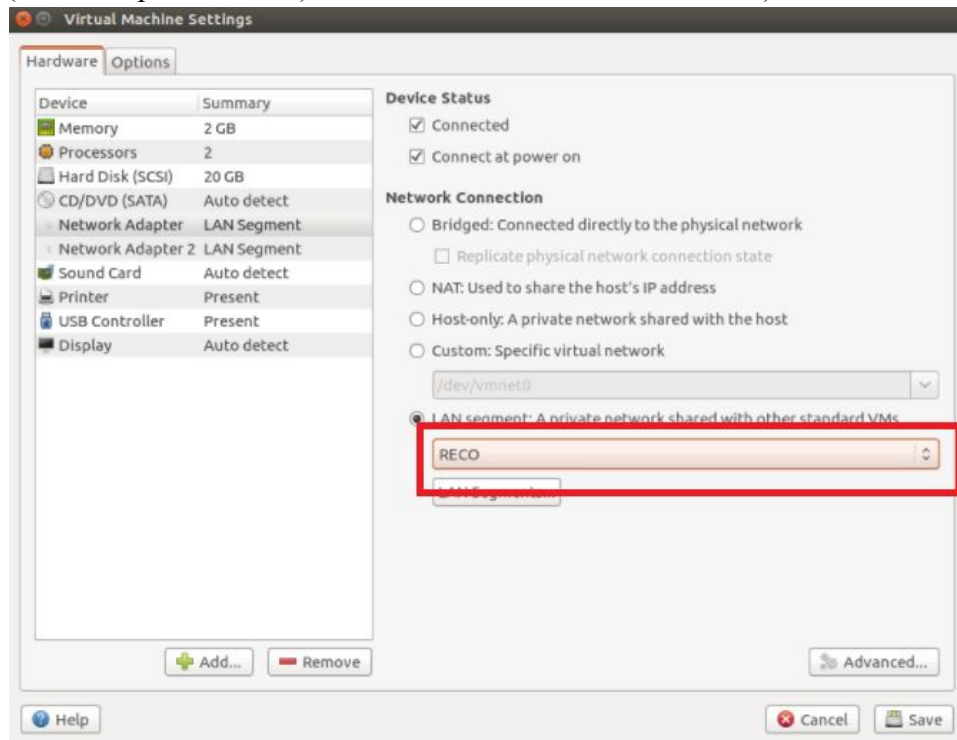 Virtual Machine Settings
Hardware Options
Device Summary
Memory 2 GB
Processors 2
Hard Disk (SCSI) 20 GB
CD/DVD (SATA) Auto detect
Network Adapter LAN Segment
Network Adapter 2 LAN Segment
Sound Card Auto detect
Printer Present
USB Controller Present
Display Auto detect
Device Status
Connected
Connect at power on
Network Connection
Bridged: Connected directly to the physical network
Replicate physical network connection state
NAT: Used to share the host's IP address
Host-only: A private network shared with the host
Custom: Specific virtual network
/dev/vmnet0
LAN segment: A private network shared with other standard VMs
RECO
LAN Segments...
Add... Remove
Advanced...
Help
Cancel Save